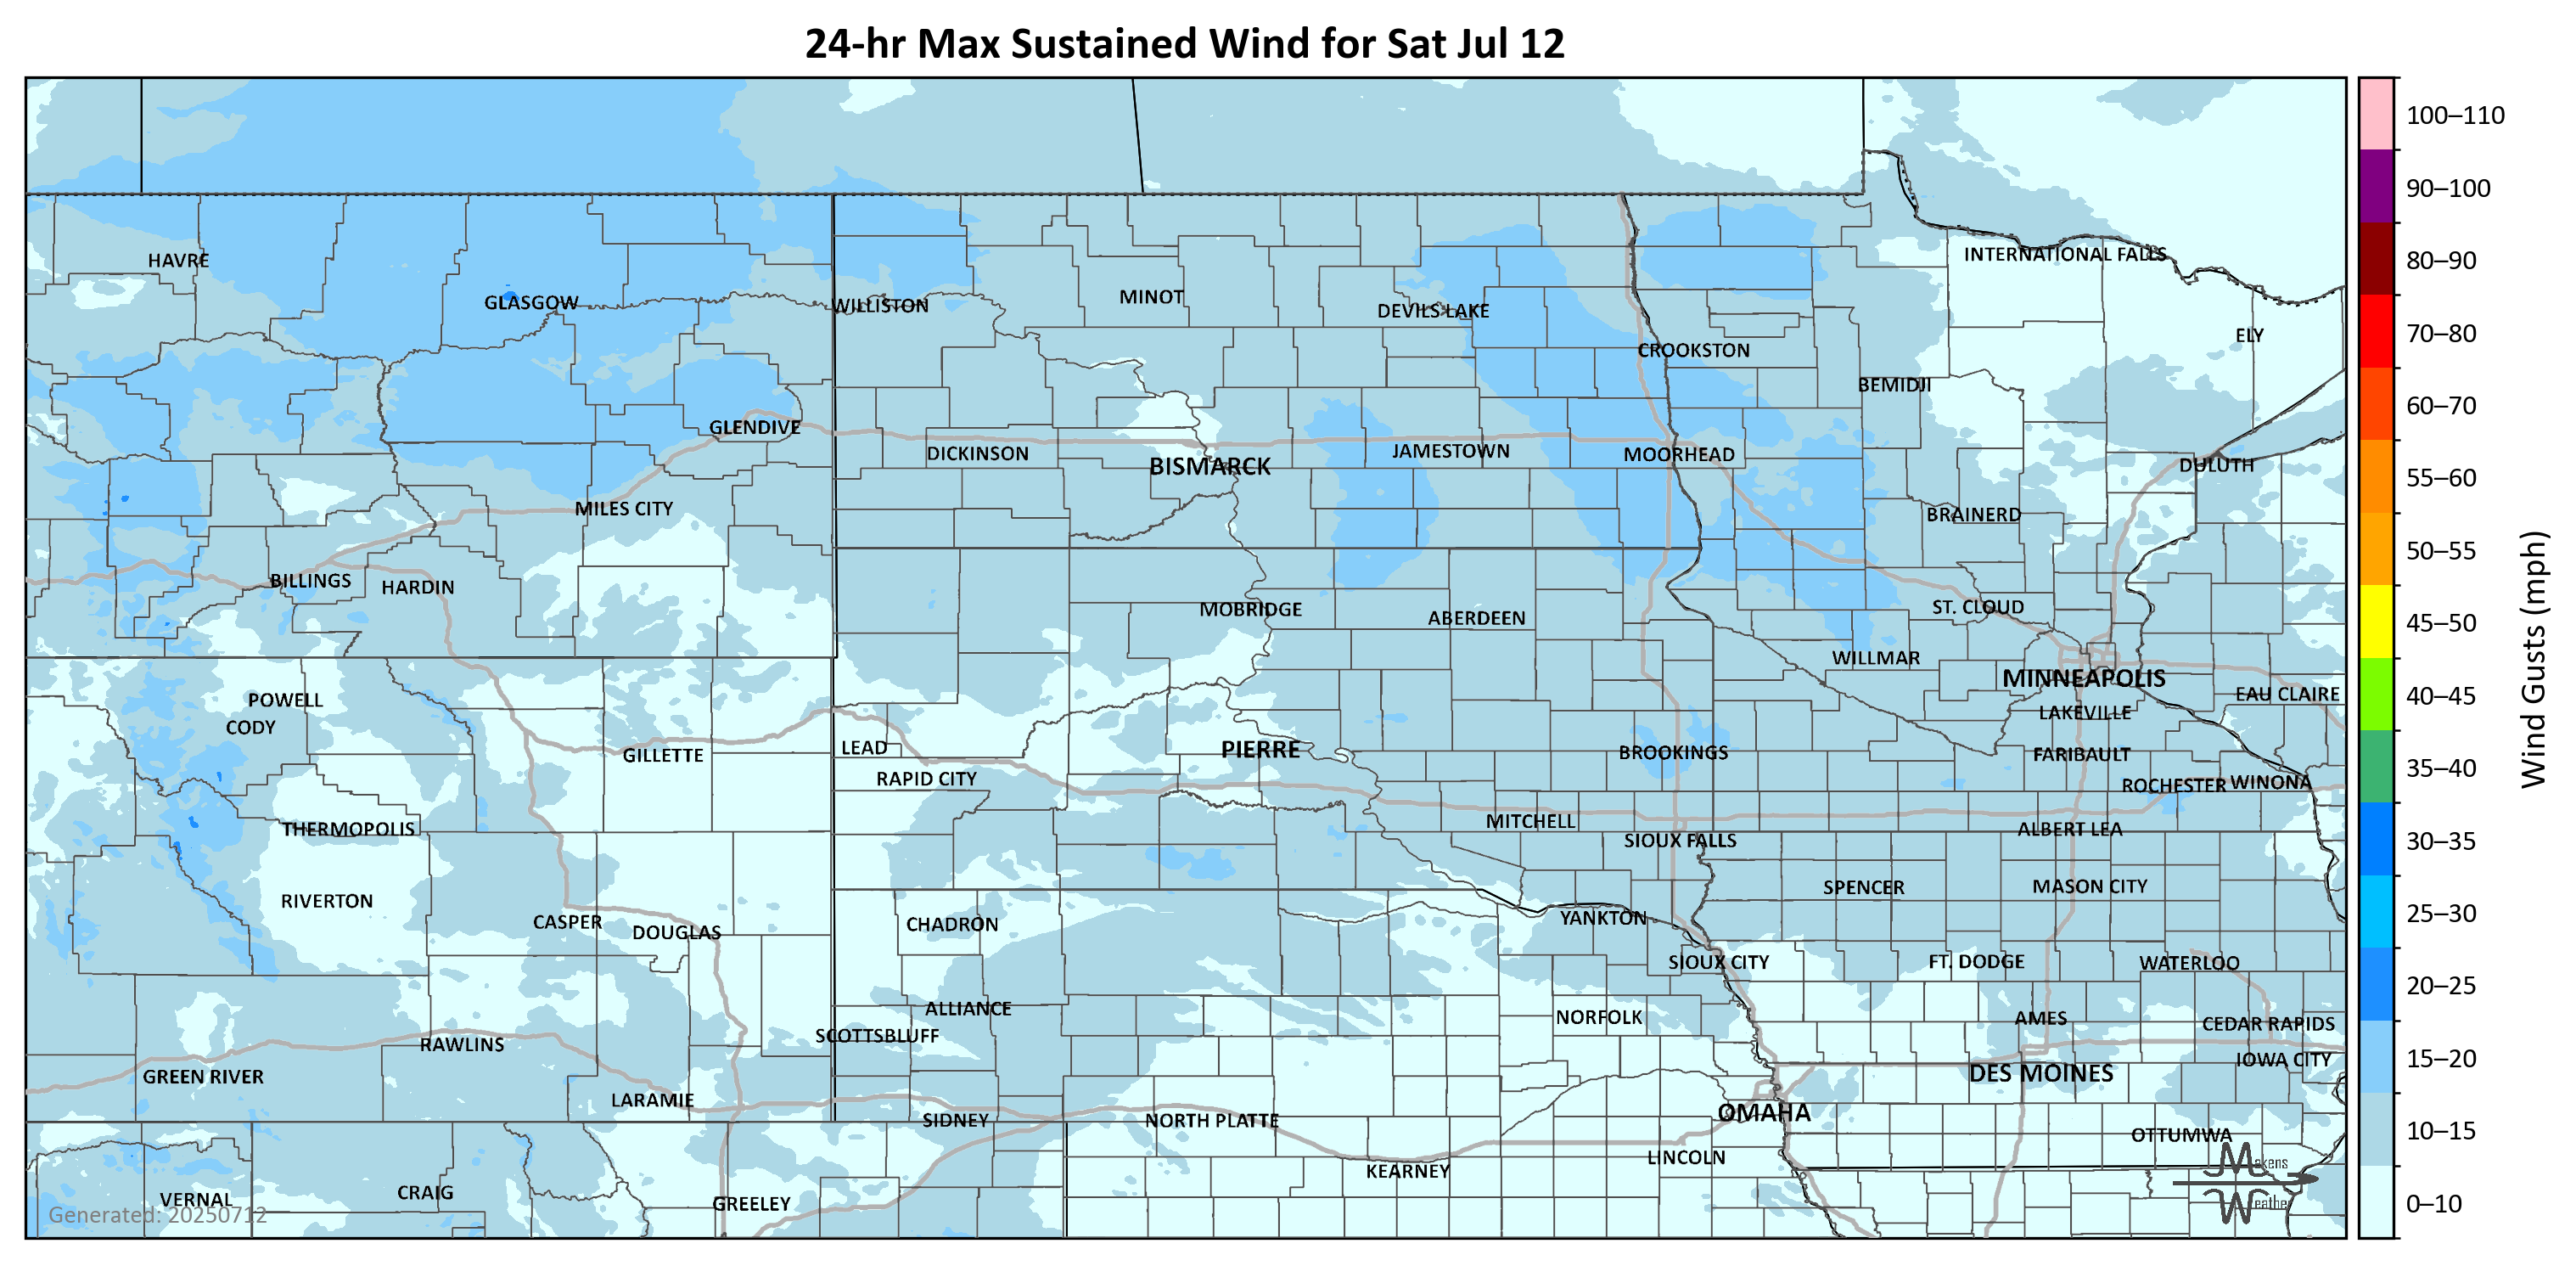 24-hr Max Sustained Wind for Sat Jul 12
100–110
90–100
80–90
70–80
60–70
55–60
50–55
45–50
40–45
35–40
30–35
25–30
20–25
15–20
10–15
0–10
Wind Gusts (mph)
HAVRE
GLASGOW
WILLISTON
MINOT
DEVILS LAKE
INTERNATIONAL FALLS
ELY
CROOKSTON
BEMIDJI
GLENDIVE
DICKINSON
BISMARCK
JAMESTOWN
MOORHEAD
DULUTH
MILES CITY
BRAINERD
BILLINGS
HARDIN
MOBRIDGE
ABERDEEN
ST. CLOUD
WILLMAR
MINNEAPOLIS
POWELL
EAU CLAIRE
CODY
LAKEVILLE
GILLETTE
LEAD
PIERRE
BROOKINGS
FARIBAULT
RAPID CITY
ROCHESTER
WINONA
THERMOPOLIS
MITCHELL
SIOUX FALLS
ALBERT LEA
RIVERTON
SPENCER
MASON CITY
CASPER
DOUGLAS
CHADRON
YANKTON
SIOUX CITY
FT. DODGE
WATERLOO
ALLIANCE
NORFOLK
AMES
CEDAR RAPIDS
SCOTTSBLUFF
RAWLINS
IOWA CITY
GREEN RIVER
DES MOINES
LARAMIE
SIDNEY
NORTH PLATTE
OMAHA
OTTUMWA
LINCOLN
KEARNEY
VERNAL
CRAIG
GREELEY
Generated: 20250712
Makens
Weather